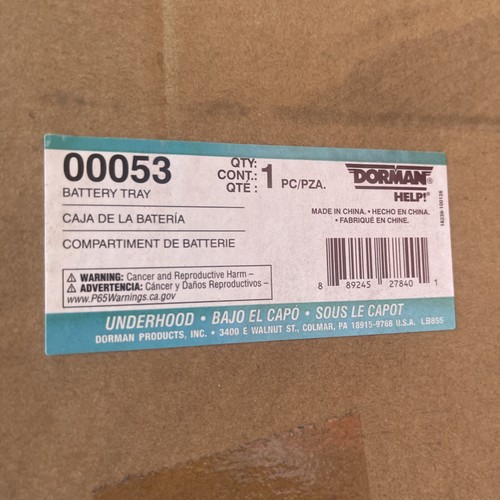 00053
BATTERY TRAY
CAJA DE LA BATERÍA
COMPARTIMENT DE BATTERIE
QTY:
CONT.:
QTÉ :
1 PC/PZA.
DORMAN®
HELP!®
MADE IN CHINA. • HECHO EN CHINA.
• FABRIQUÉ EN CHINE.
18239-100128
⚠ WARNING: Cancer and Reproductive Harm –
⚠ ADVERTENCIA: Cáncer y Daños Reproductivos –
www.P65Warnings.ca.gov
8 89245 27840 1
UNDERHOOD • BAJO EL CAPÓ • SOUS LE CAPOT
DORMAN PRODUCTS, INC. • 3400 E WALNUT ST., COLMAR, PA 18915-9768 U.S.A. LB855